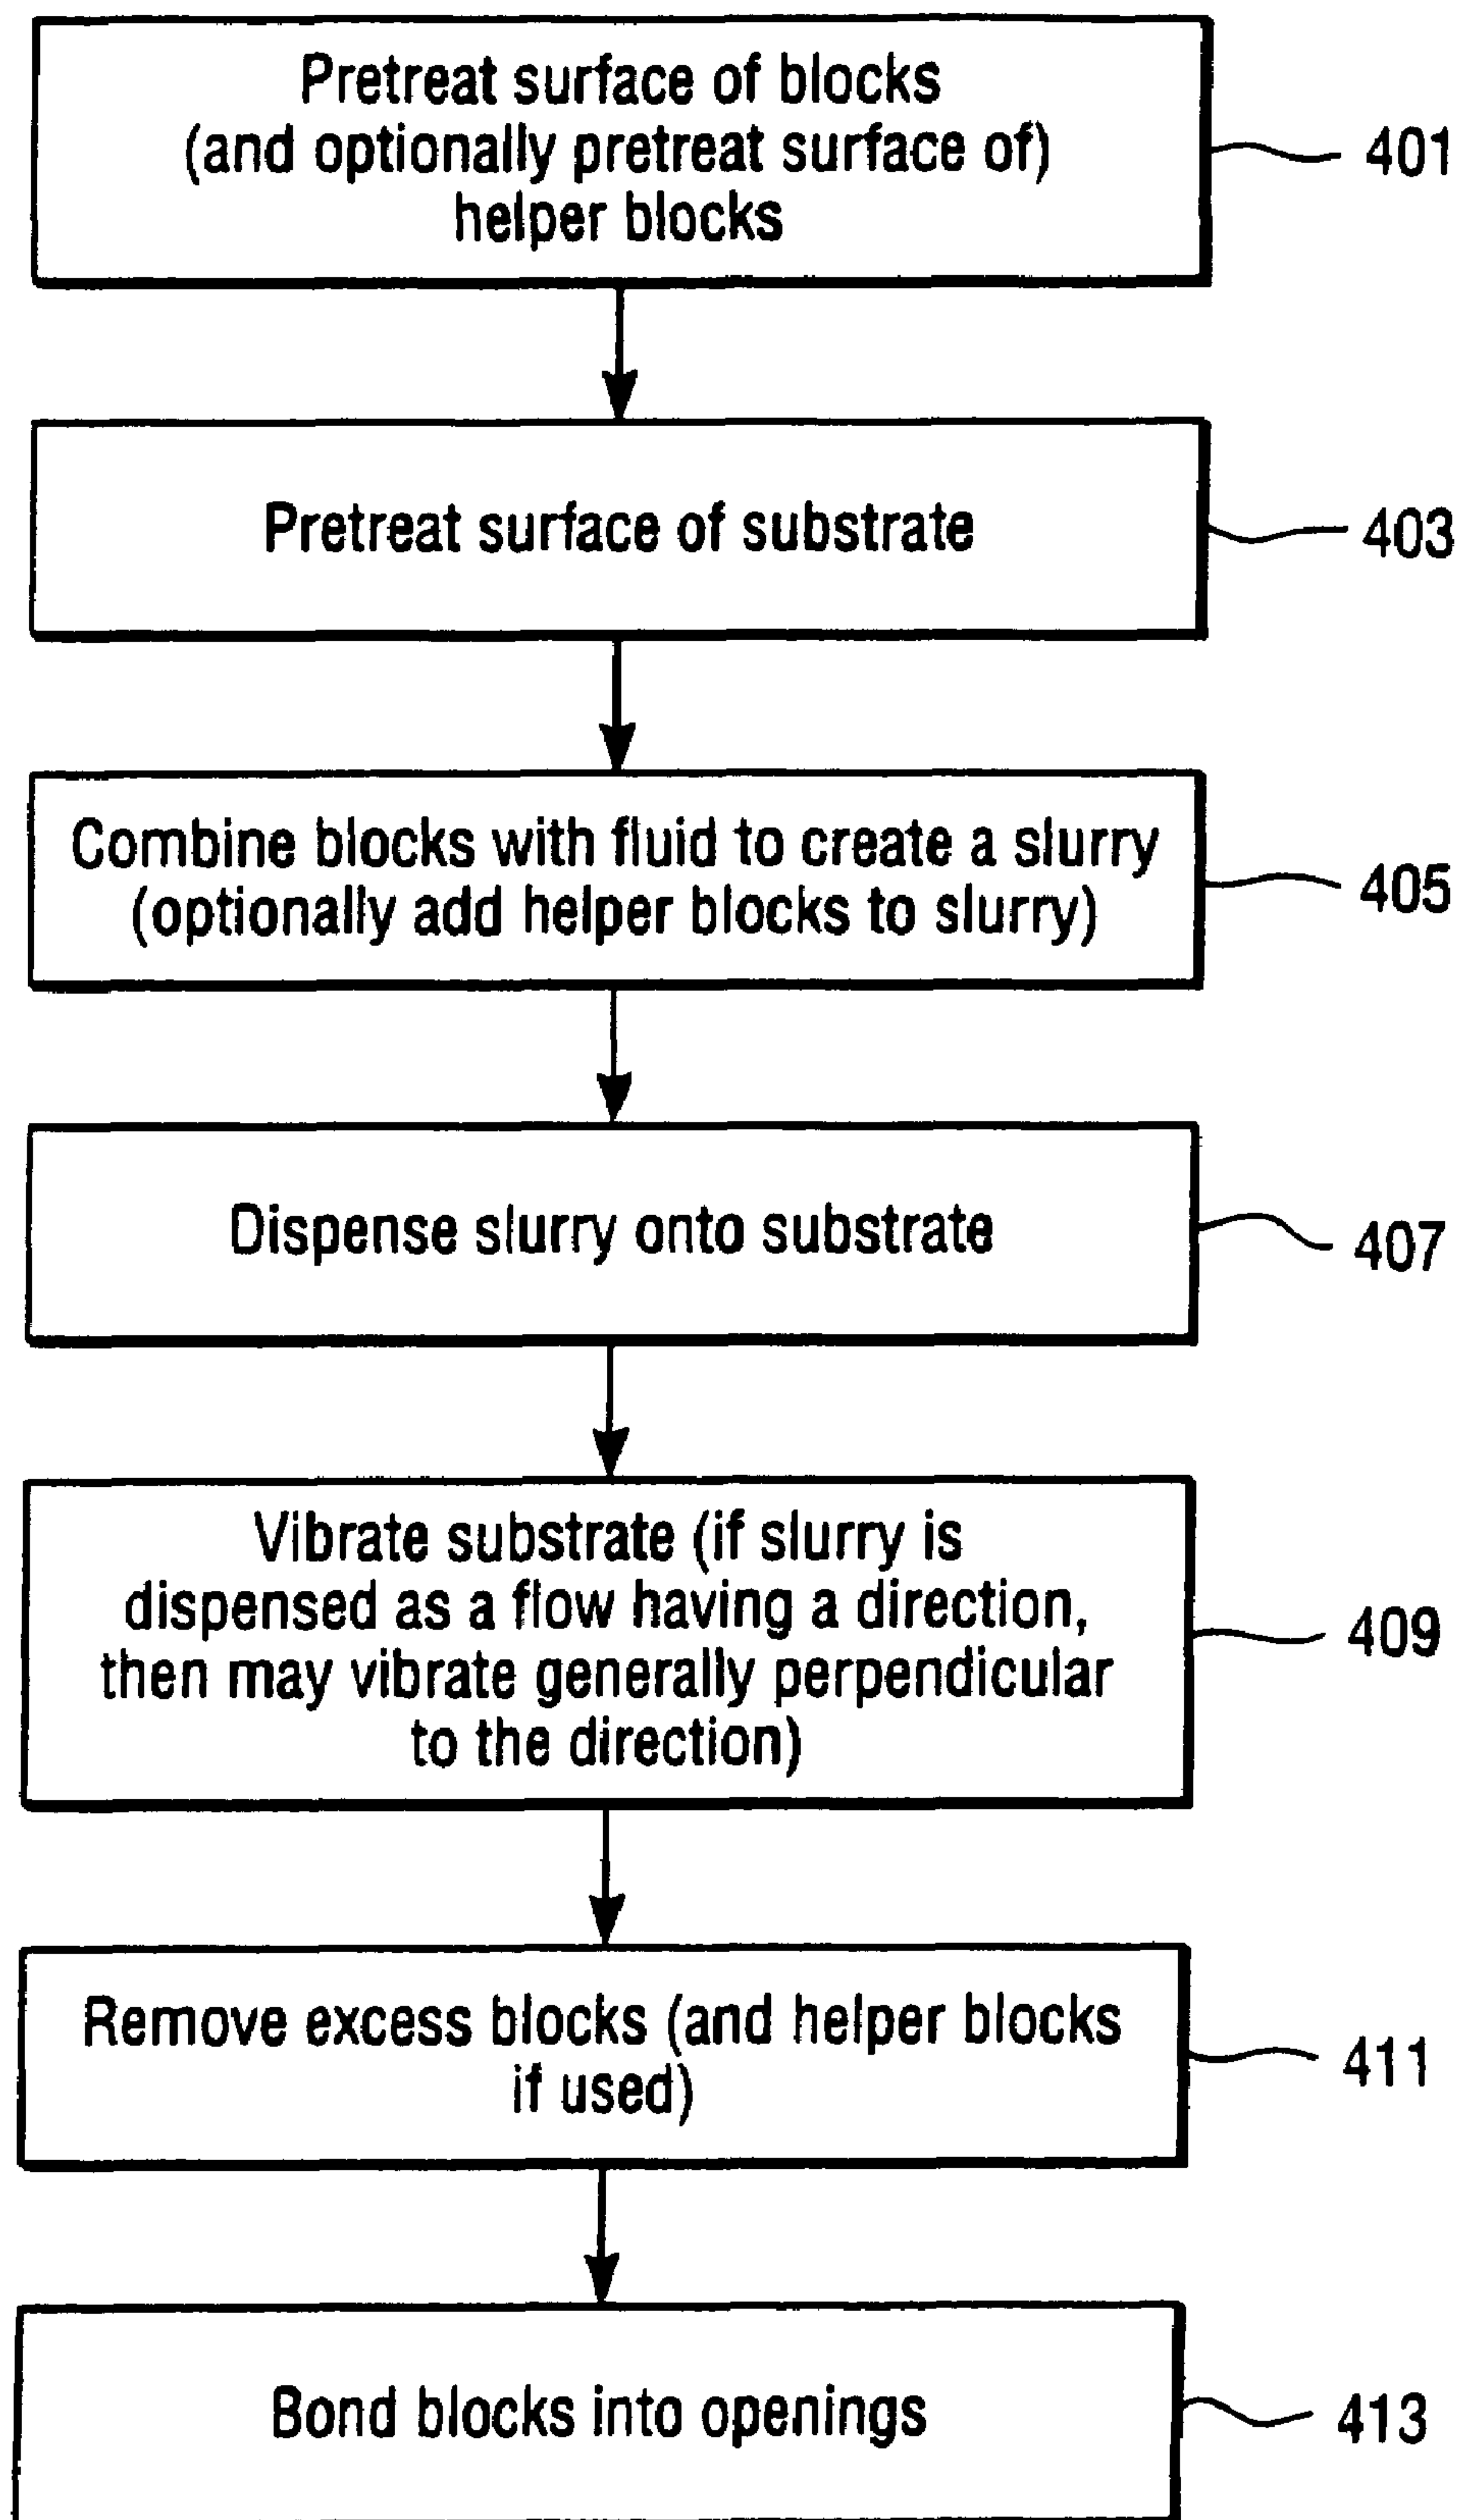 Pretreat surface of blocks
(and optionally pretreat surface of)
helper blocks
401
Pretreat surface of substrate
403
Combine blocks with fluid to create a slurry
(optionally add helper blocks to slurry)
405
Dispense slurry onto substrate
407
Vibrate substrate (if slurry is
dispensed as a flow having a direction,
then may vibrate generally perpendicular
to the direction)
409
Remove excess blocks (and helper blocks
if used)
411
Bond blocks into openings
413